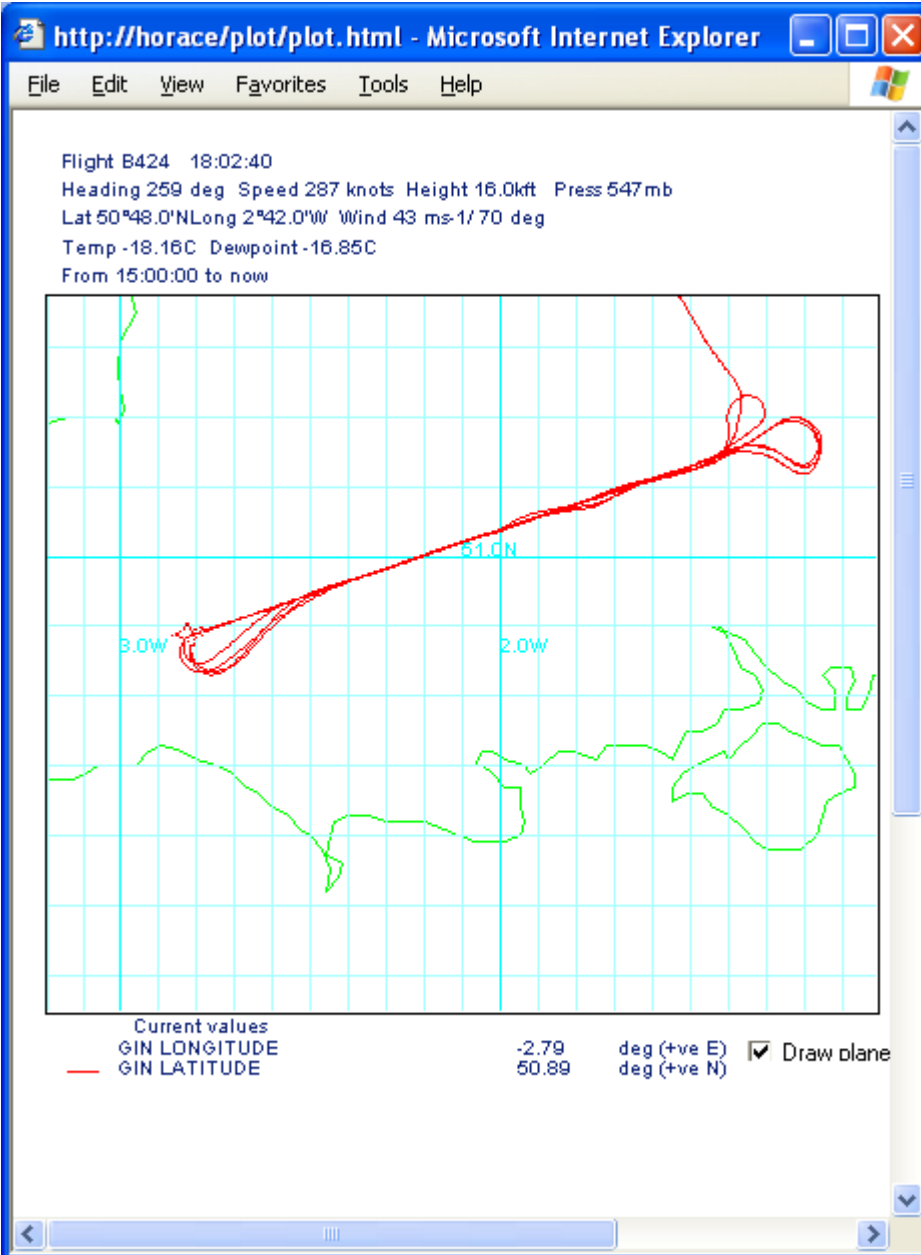 http://horace/plot/plot.html - Microsoft Internet Explorer
File Edit View Favorites Tools Help
Flight B424 18:02:40
Heading 259 deg Speed 287 knots Height 16.0kft Press 547mb
Lat 50°48.0'NLong 2°42.0'W Wind 43 ms-1/ 70 deg
Temp -18.16C Dewpoint -16.85C
From 15:00:00 to now
51.0N
3.0W 2.0W
Current values
GIN LONGITUDE -2.79 deg (+ve E) Draw plane
GIN LATITUDE 50.89 deg (+ve N)